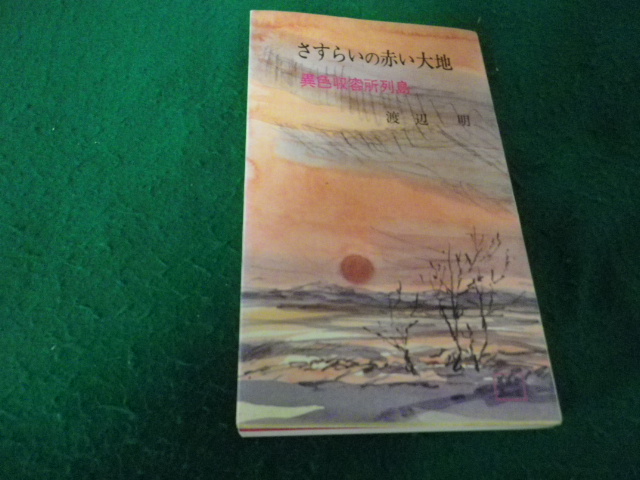 さすらいの赤い大地
異色収容所列島
渡辺明